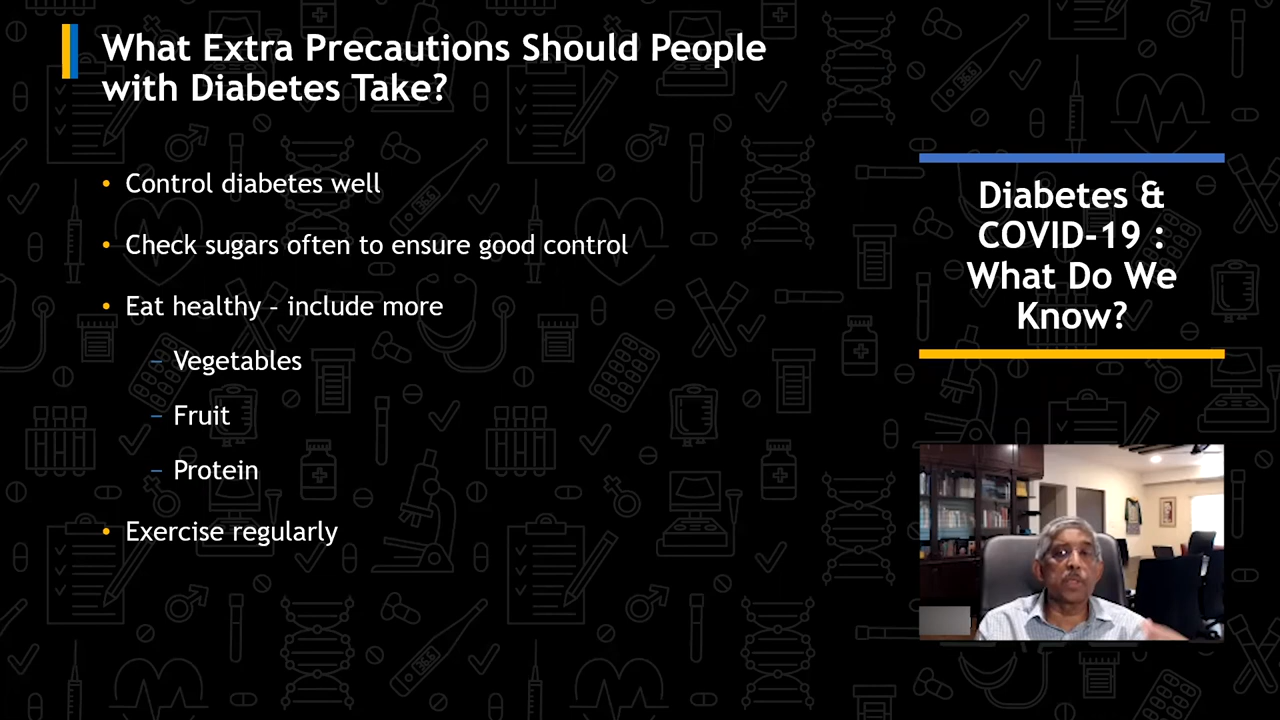 What Extra Precautions Should People
with Diabetes Take?
• Control diabetes well
• Check sugars often to ensure good control
• Eat healthy – include more
– Vegetables
– Fruit
– Protein
• Exercise regularly
Diabetes &
COVID-19 :
What Do We
Know?